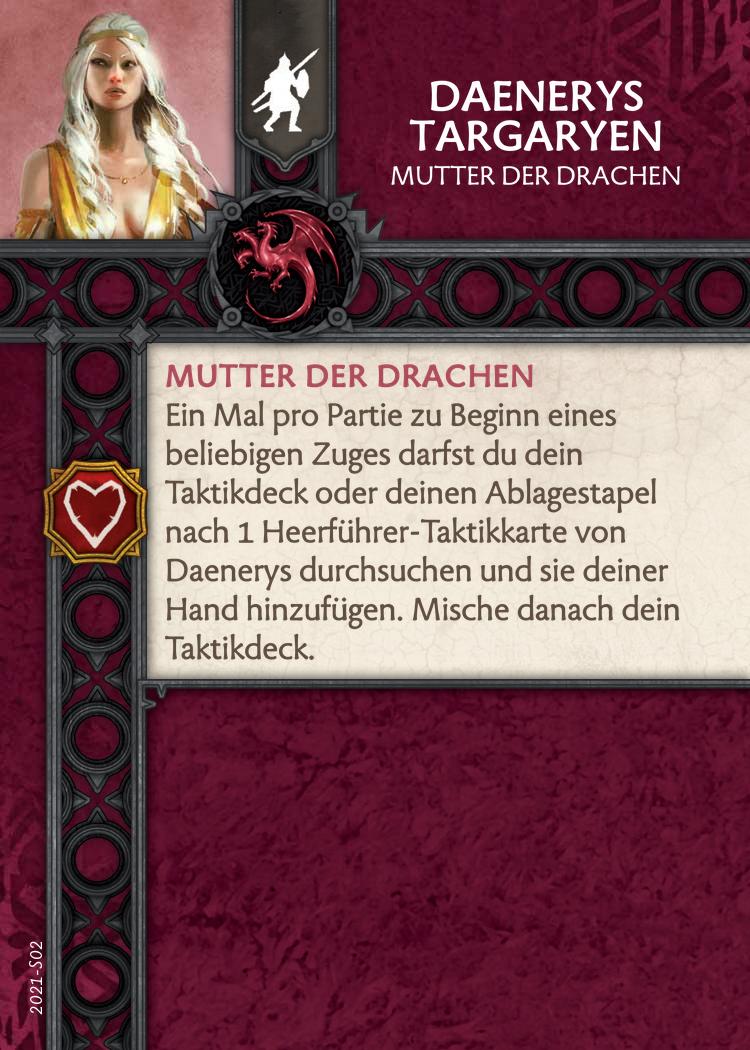 DAENERYS
TARGARYEN
MUTTER DER DRACHEN
MUTTER DER DRACHEN
Ein Mal pro Partie zu Beginn eines
beliebigen Zuges darfst du dein
Taktikdeck oder deinen Ablagestapel
nach 1 Heerführer-Taktikkarte von
Daenerys durchsuchen und sie deiner
Hand hinzufügen. Mische danach dein
Taktikdeck.
2021-S02